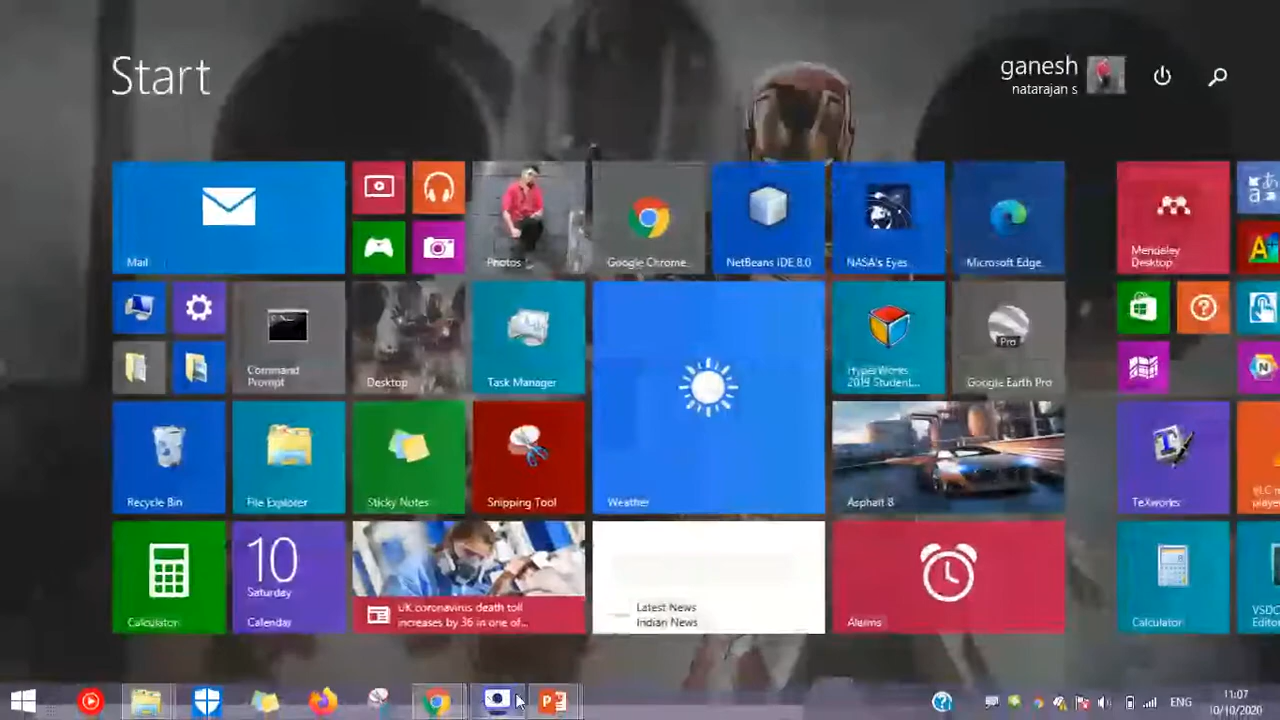 Start
ganesh
natarajan s
Mail
Photos
Google Chrome
NetBeans IDE 8.0
NASA's Eyes
Microsoft Edge
Mendeley
Desktop
Command
Prompt
Desktop
Task Manager
Weather
HyperWorks
2019 Student...
Google Earth Pro
Pro
Recycle Bin
File Explorer
Sticky Notes
Snipping Tool
Asphalt 8
TeXworks
Calculator
10
Saturday
Calendar
UK coronavirus death toll
increases by 36 in one of...
Latest News
Indian News
Alarms
Calculator
ENG
11:07
10/10/2020